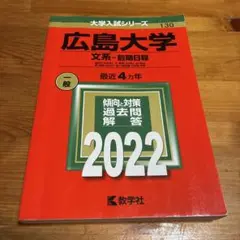 大学入試シリーズ
130
広島大学
文系-前期日程
一般
最近4カ年
傾向と対策
過去問
解答
2022
教学社